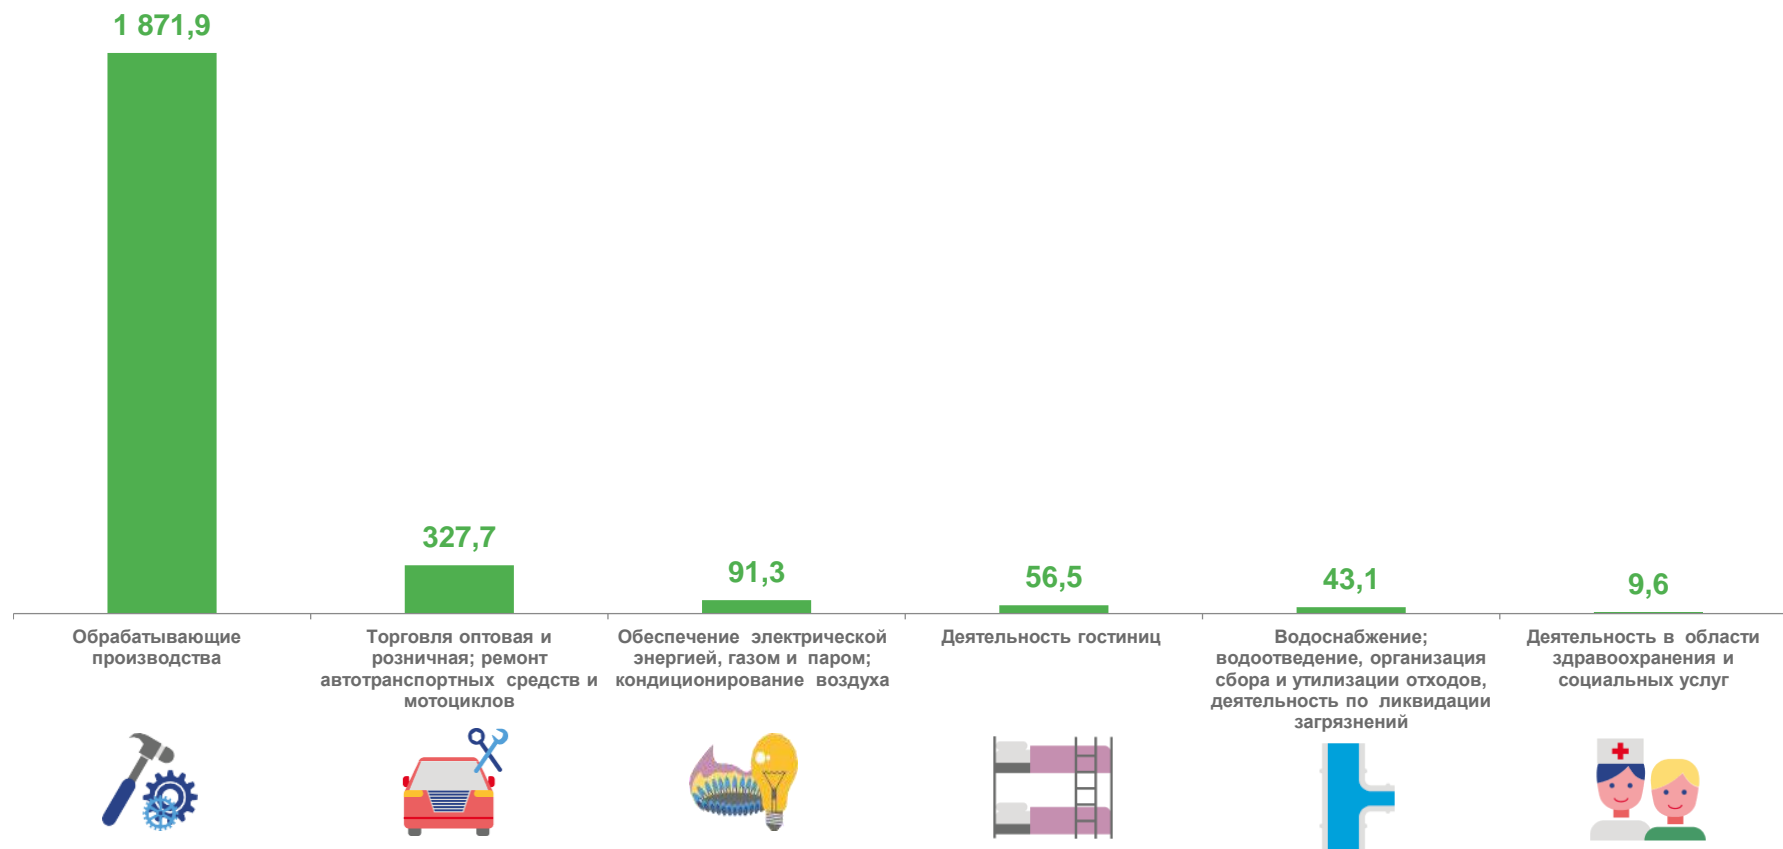 1 871,9
327,7
91,3
56,5
43,1
9,6
Обрабатывающие
производства
Торговля оптовая и
розничная; ремонт
автотранспортных средств и
мотоциклов
Обеспечение электрической
энергией, газом и паром;
кондиционирование воздуха
Деятельность гостиниц
Водоснабжение;
водоотведение, организация
сбора и утилизации отходов,
деятельность по ликвидации
загрязнений
Деятельность в области
здравоохранения и
социальных услуг